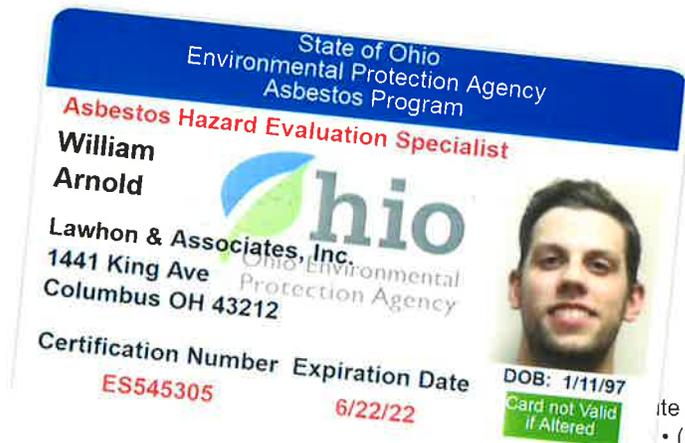 State of Ohio
Environmental Protection Agency
Asbestos Program
Asbestos Hazard Evaluation Specialist
William
Arnold
Ohio
Ohio Environmental
Protection Agency
Lawhon & Associates, Inc.
1441 King Ave
Columbus OH 43212
Certification Number Expiration Date
ES545305 6/22/22
DOB: 1/11/97
Card not Valid
if Altered